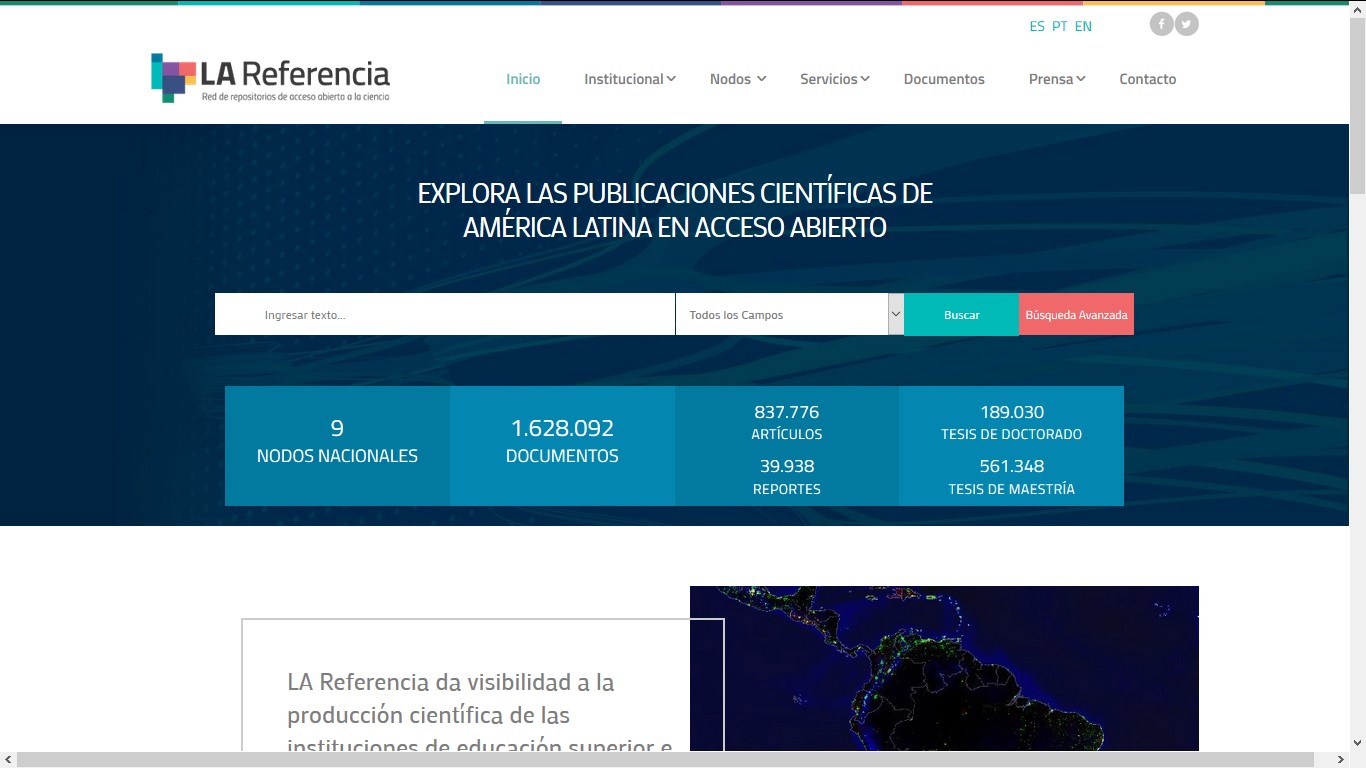 ES PT EN
LA Referencia
Red de repositorios de acceso abierto a la ciencia
Inicio Institucional Nodos Servicios Documentos Prensa Contacto
EXPLORA LAS PUBLICACIONES CIENTÍFICAS DE
AMÉRICA LATINA EN ACCESO ABIERTO
Ingresar texto... Todos los Campos Buscar Búsqueda Avanzada
9
NODOS NACIONALES
1.628.092
DOCUMENTOS
837.776
ARTÍCULOS
39.938
REPORTES
189.030
TESIS DE DOCTORADO
561.348
TESIS DE MAESTRÍA
LA Referencia da visibilidad a la
producción científica de las
instituciones de educación superior e